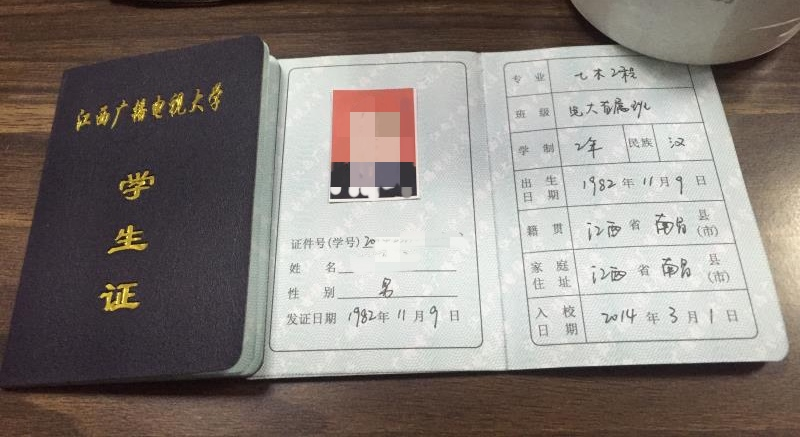 江西广播电视大学
学生证
证件号(学号) 20
姓 名
性 别 男
发证日期 1982年11月9日
专业 土木工程
班级 电大直属班
学制 2年 民族 汉
出生日期 1982年11月9日
籍贯 江西省南昌县(市)
家庭住址 江西省南昌县(市)
入校日期 2014年3月1日